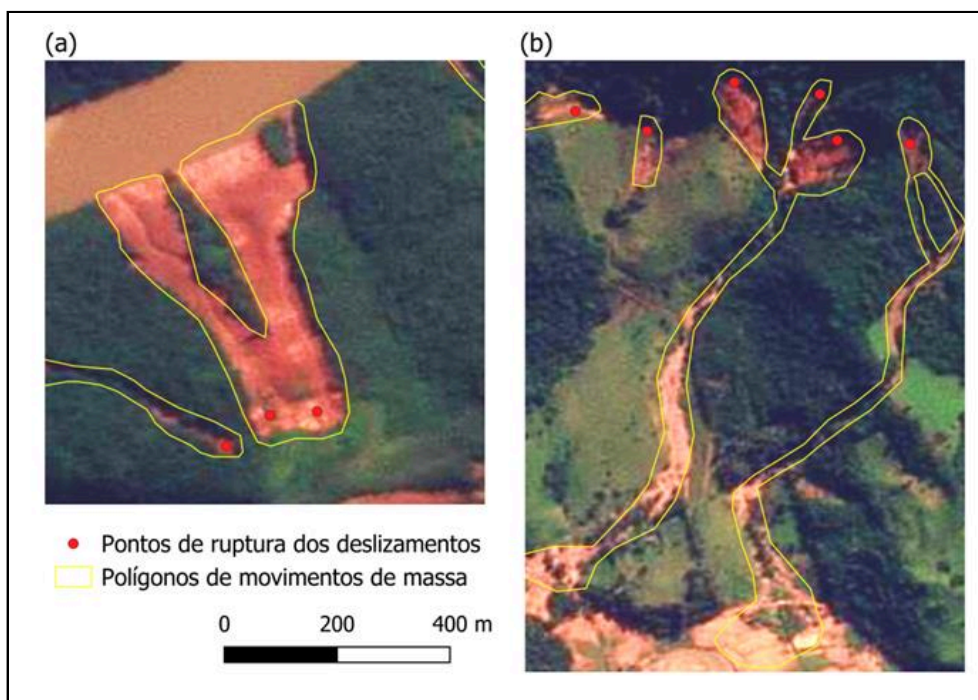 (a)
(b)
Pontos de ruptura dos deslizamentos
Polígonos de movimentos de massa
0 200 400 m